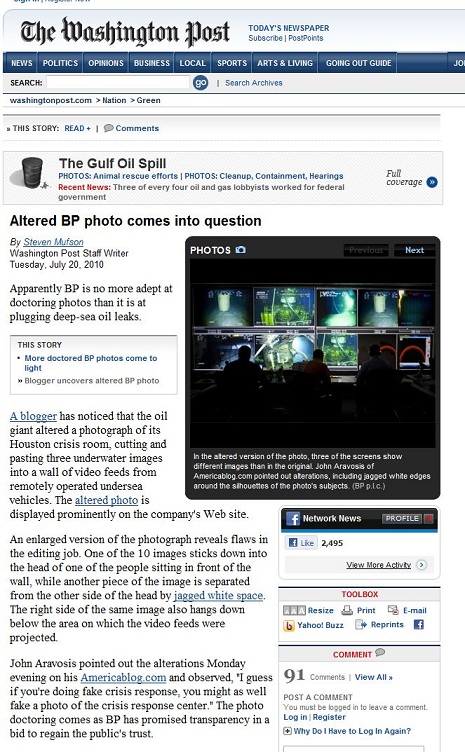 Sign In | Register Now
The Washington Post
TODAY'S NEWSPAPER
Subscribe | PostPoints
NEWS POLITICS OPINIONS BUSINESS LOCAL SPORTS ARTS & LIVING GOING OUT GUIDE JO
SEARCH: go | Search Archives
washingtonpost.com > Nation > Green
» THIS STORY: READ + | Comments
The Gulf Oil Spill
PHOTOS: Animal rescue efforts | PHOTOS: Cleanup, Containment, Hearings
Recent News: Three of every four oil and gas lobbyists worked for federal
government
Full
coverage »
Altered BP photo comes into question
By Steven Mufson
Washington Post Staff Writer
Tuesday, July 20, 2010
Apparently BP is no more adept at
doctoring photos than it is at
plugging deep-sea oil leaks.
THIS STORY
• More doctored BP photos come to
light
» Blogger uncovers altered BP photo
A blogger has noticed that the oil
giant altered a photograph of its
Houston crisis room, cutting and
pasting three underwater images
into a wall of video feeds from
remotely operated undersea
vehicles. The altered photo is
displayed prominently on the company's Web site.
An enlarged version of the photograph reveals flaws in
the editing job. One of the 10 images sticks down into
the head of one of the people sitting in front of the
wall, while another piece of the image is separated
from the other side of the head by jagged white space.
The right side of the same image also hangs down
below the area on which the video feeds were
projected.
John Aravosis pointed out the alterations Monday
evening on his Americablog.com and observed, "I guess
if you're doing fake crisis response, you might as well
fake a photo of the crisis response center." The photo
doctoring comes as BP has promised transparency in a
bid to regain the public's trust.
PHOTOS Previous Next
In the altered version of the photo, three of the screens show
different images than in the original. John Aravosis of
Americablog.com pointed out alterations, including jagged white edges
around the silhouettes of the photo's subjects. (BP p.l.c.)
Network News PROFILE
Like 2,495
View More Activity
TOOLBOX
AAA Resize Print E-mail
Yahoo! Buzz Reprints
COMMENT
91 Comments | View All »
POST A COMMENT
You must be logged in to leave a comment.
Log in | Register
Why Do I Have to Log In Again?